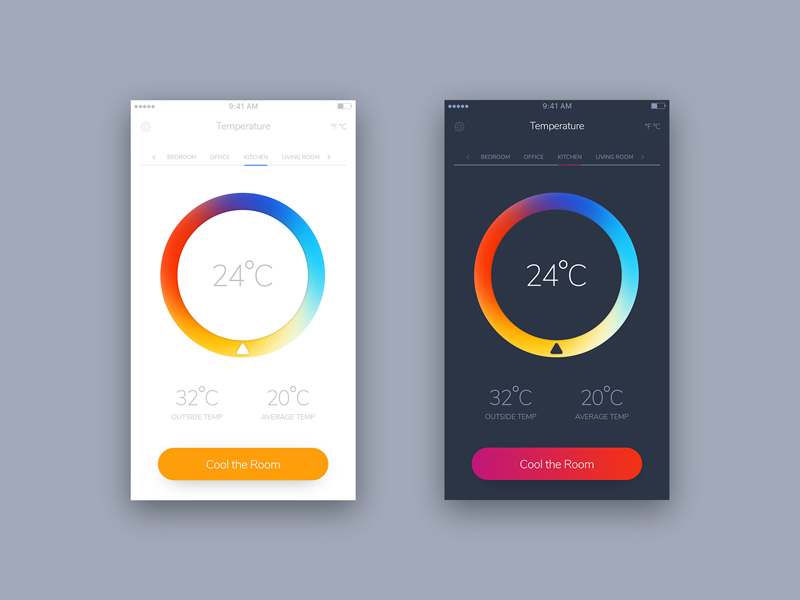 9:41 AM
Temperature
°F °C
BEDROOM OFFICE KITCHEN LIVING ROOM
24°C
32°C 20°C
OUTSIDE TEMP AVERAGE TEMP
Cool the Room
9:41 AM
Temperature
°F °C
BEDROOM OFFICE KITCHEN LIVING ROOM
24°C
32°C 20°C
OUTSIDE TEMP AVERAGE TEMP
Cool the Room